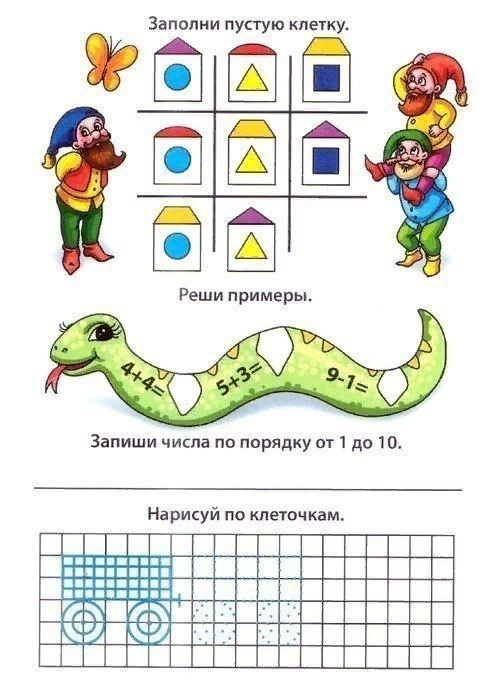 Заполни пустую клетку.
Реши примеры.
4+4=
5+3=
9-1=
Запиши числа по порядку от 1 до 10.
Нарисуй по клеточкам.